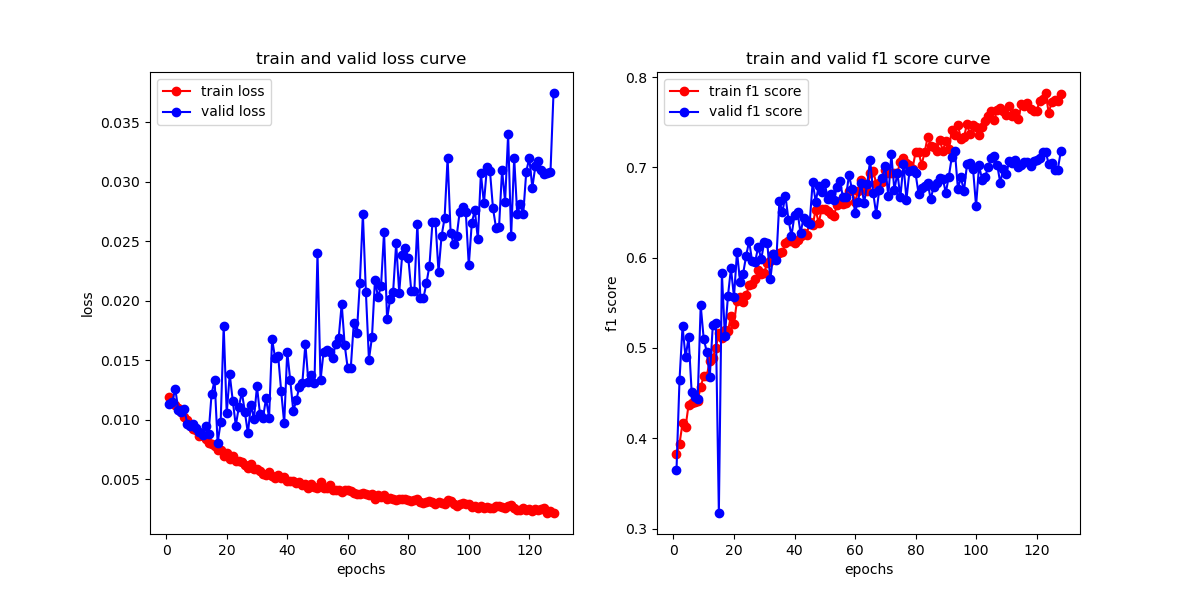 train and valid loss curve
train loss
valid loss
0.035
0.030
0.025
0.020
0.015
0.010
0.005
loss
0 20 40 60 80 100 120
epochs
train and valid f1 score curve
train f1 score
valid f1 score
0.8
0.7
0.6
0.5
0.4
0.3
f1 score
0 20 40 60 80 100 120
epochs